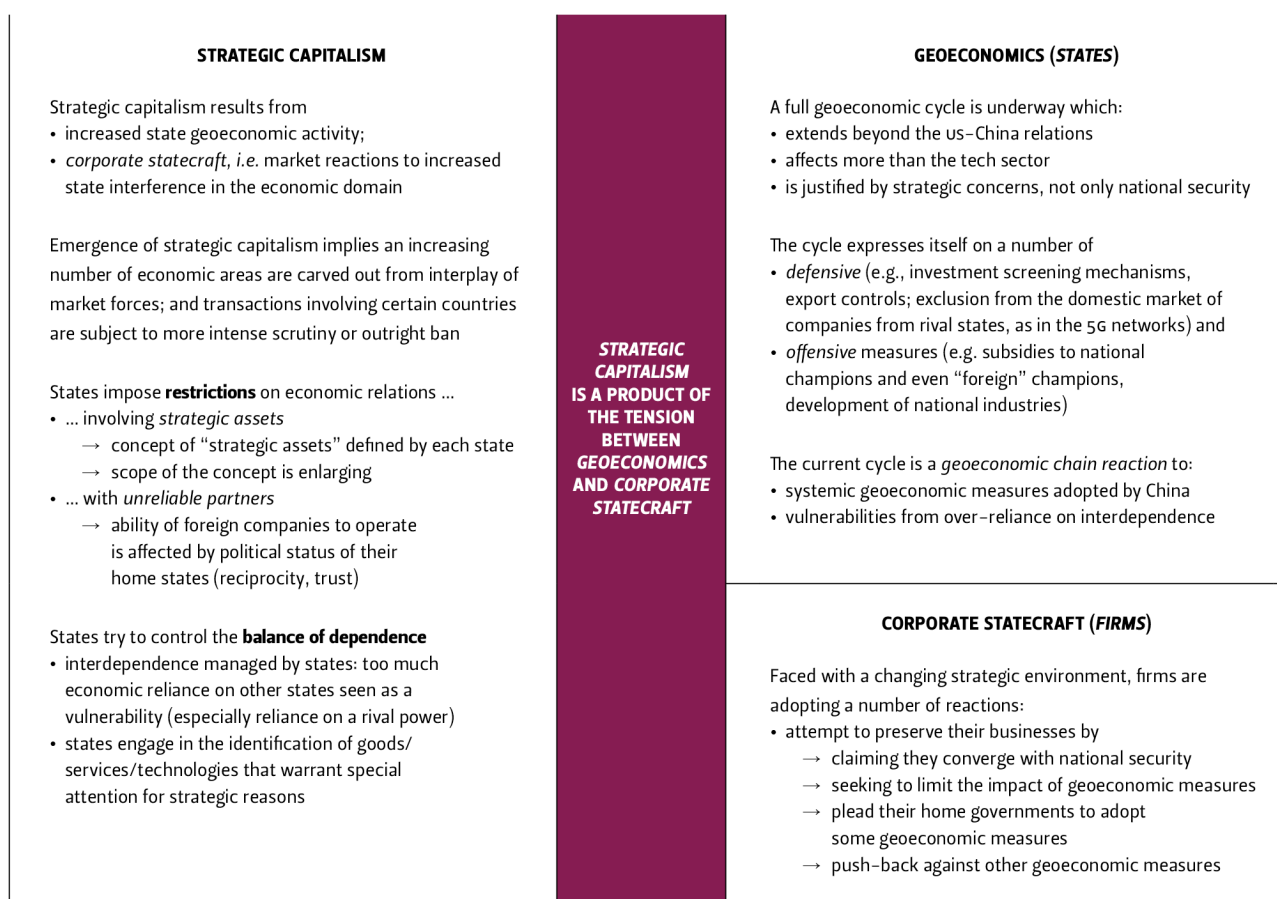 STRATEGIC CAPITALISM
Strategic capitalism results from
• increased state geoeconomic activity;
• corporate statecraft, i.e. market reactions to increased
state interference in the economic domain
Emergence of strategic capitalism implies an increasing
number of economic areas are carved out from interplay of
market forces; and transactions involving certain countries
are subject to more intense scrutiny or outright ban
States impose restrictions on economic relations ...
• ... involving strategic assets
→ concept of “strategic assets” defined by each state
→ scope of the concept is enlarging
• ... with unreliable partners
→ ability of foreign companies to operate
is affected by political status of their
home states (reciprocity, trust)
States try to control the balance of dependence
• interdependence managed by states: too much
economic reliance on other states seen as a
vulnerability (especially reliance on a rival power)
• states engage in the identification of goods/
services/technologies that warrant special
attention for strategic reasons
STRATEGIC
CAPITALISM
IS A PRODUCT OF
THE TENSION
BETWEEN
GEOECONOMICS
AND CORPORATE
STATECRAFT
GEOECONOMICS (STATES)
A full geoeconomic cycle is underway which:
• extends beyond the US–China relations
• affects more than the tech sector
• is justified by strategic concerns, not only national security
The cycle expresses itself on a number of
• defensive (e.g., investment screening mechanisms,
export controls; exclusion from the domestic market of
companies from rival states, as in the 5G networks) and
• offensive measures (e.g. subsidies to national
champions and even “foreign” champions,
development of national industries)
The current cycle is a geoeconomic chain reaction to:
• systemic geoeconomic measures adopted by China
• vulnerabilities from over-reliance on interdependence
CORPORATE STATECRAFT (FIRMS)
Faced with a changing strategic environment, firms are
adopting a number of reactions:
• attempt to preserve their businesses by
→ claiming they converge with national security
→ seeking to limit the impact of geoeconomic measures
→ plead their home governments to adopt
some geoeconomic measures
→ push-back against other geoeconomic measures